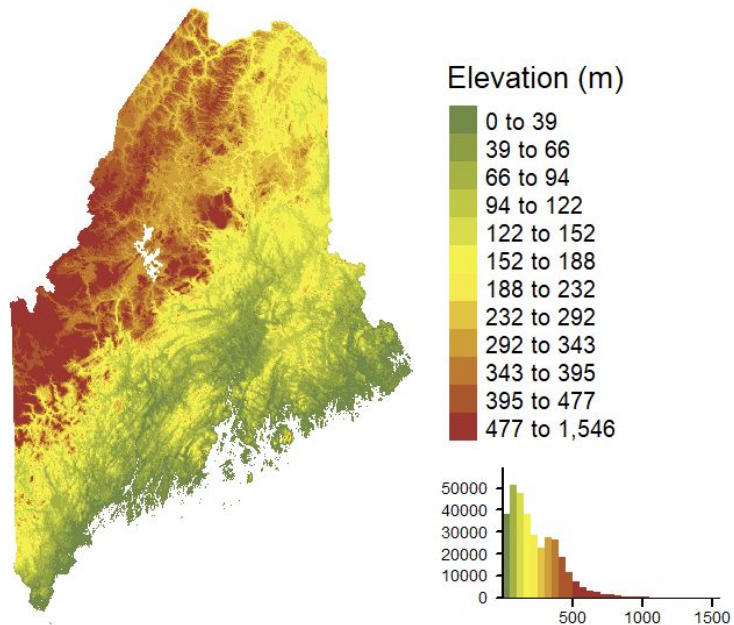 Elevation (m)
0 to 39
39 to 66
66 to 94
94 to 122
122 to 152
152 to 188
188 to 232
232 to 292
292 to 343
343 to 395
395 to 477
477 to 1,546
50000
40000
30000
20000
10000
0
500
1000
1500